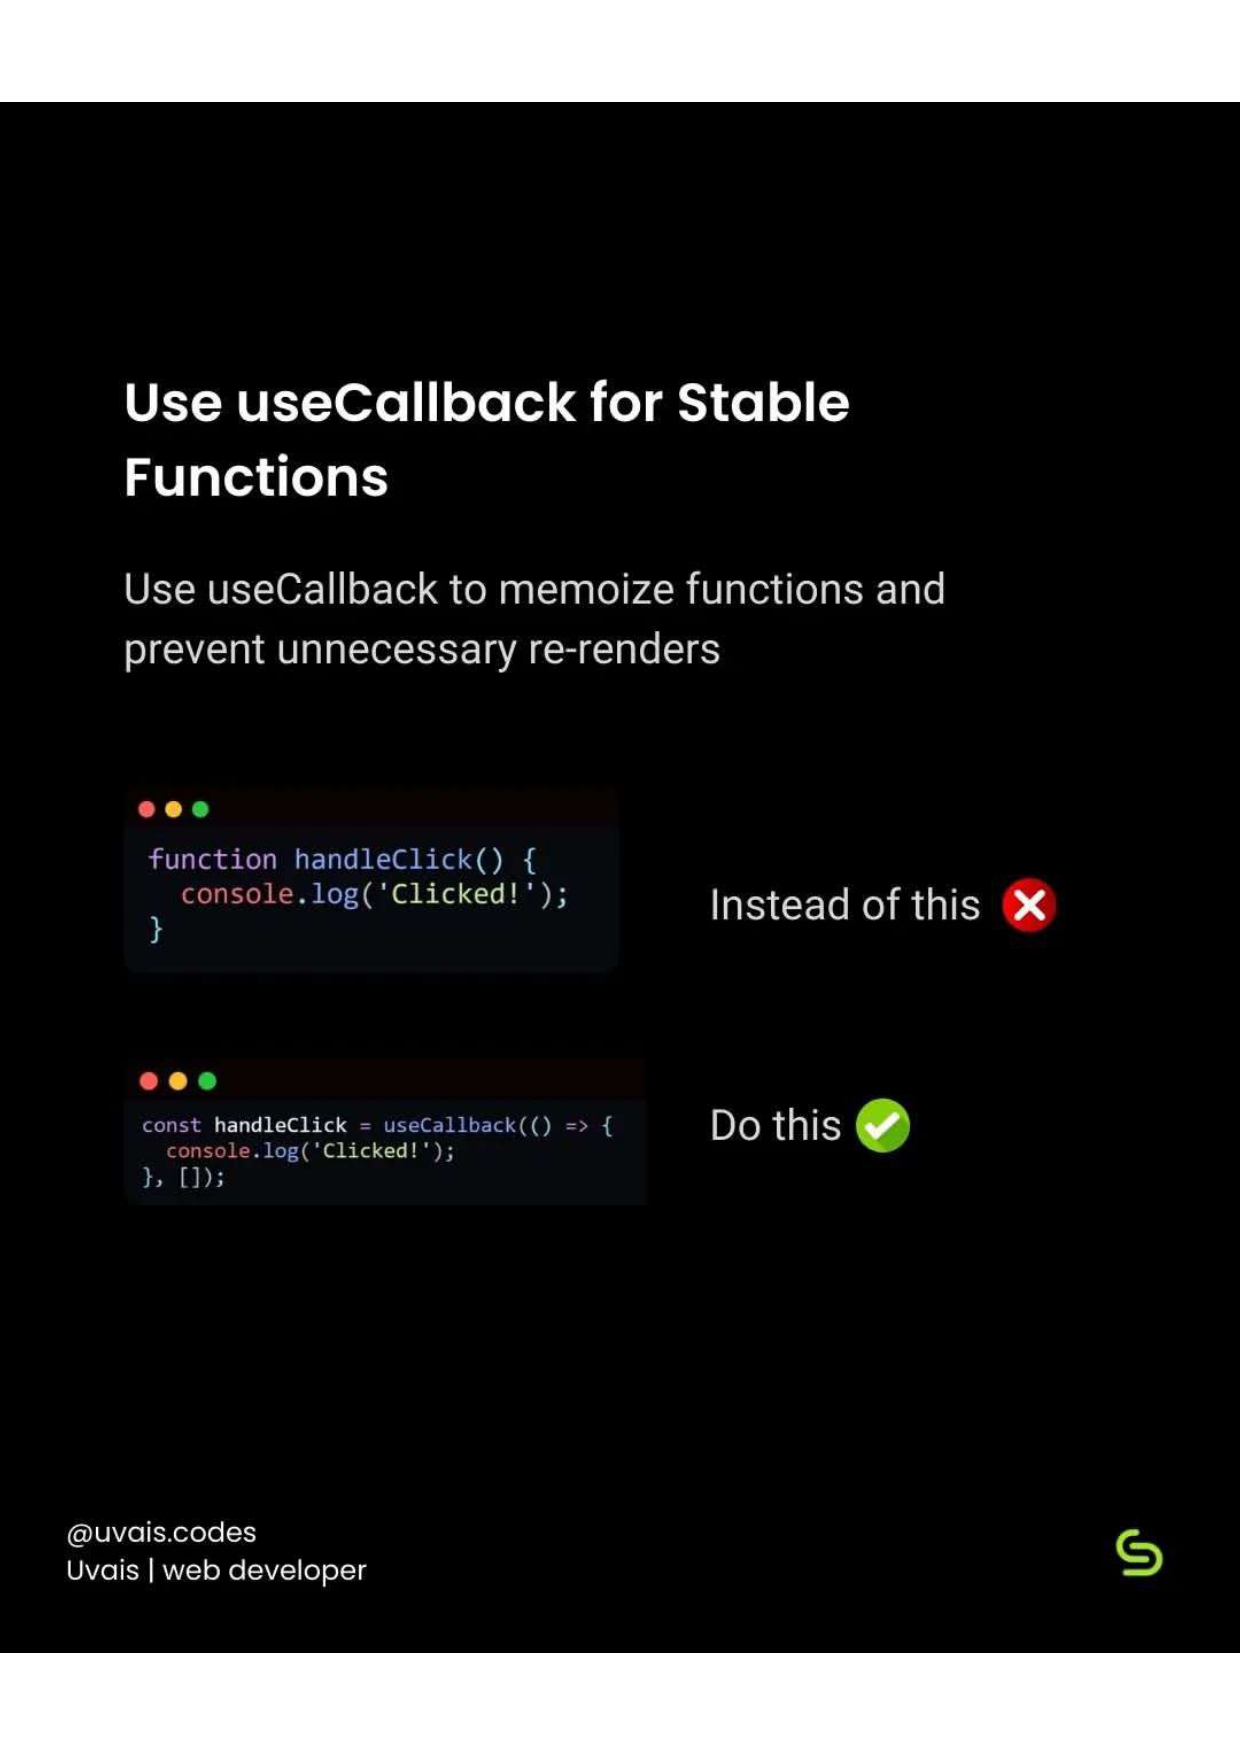 Use useCallback for Stable
Functions
Use useCallback to memoize functions and
prevent unnecessary re-renders
function handleClick() {
  console.log('Clicked!');
}
Instead of this
const handleClick = useCallback(() => {
  console.log('Clicked!');
}, []);
Do this
@uvais.codes
Uvais | web developer